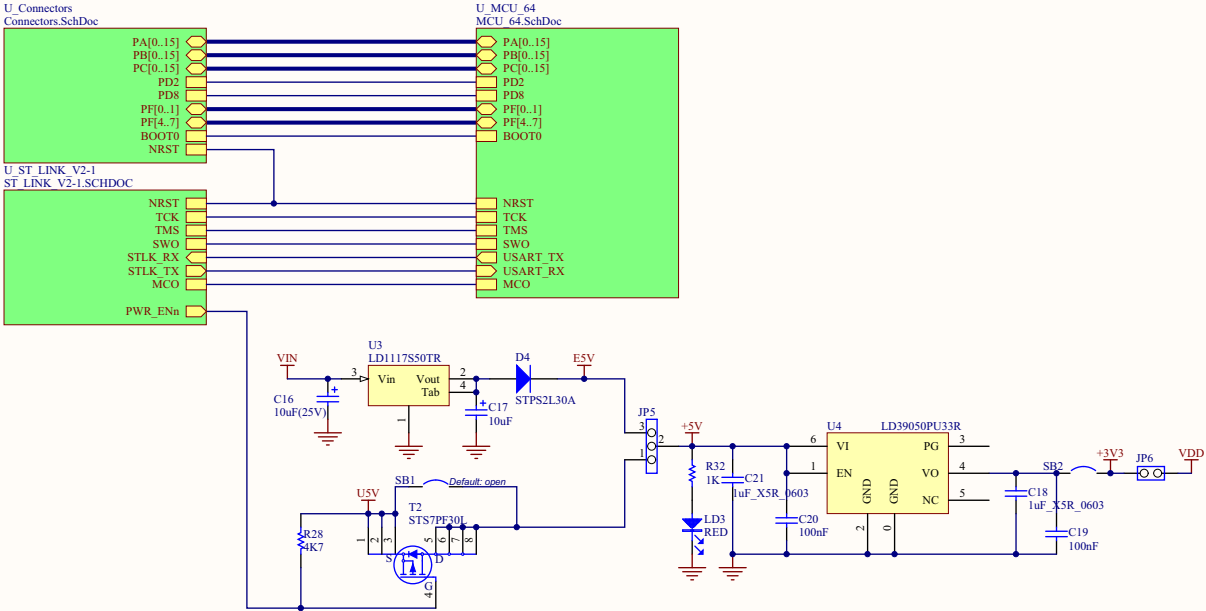 U_Connectors
Connectors.SchDoc
PA[0..15]
PB[0..15]
PC[0..15]
PD2
PD8
PF[0..1]
PF[4..7]
BOOT0
NRST
U_MCU_64
MCU_64.SchDoc
PA[0..15]
PB[0..15]
PC[0..15]
PD2
PD8
PF[0..1]
PF[4..7]
BOOT0
NRST
TCK
TMS
SWO
USART_TX
USART_RX
MCO
U_ST_LINK_V2-1
ST_LINK_V2-1.SCHDOC
NRST
TCK
TMS
SWO
STLK_RX
STLK_TX
MCO
PWR_ENn
VIN
C16
10uF(25V)
U3
LD1117S50TR
3
Vin
Vout
Tab
2
4
1
C17
10uF
D4
STPS2L30A
E5V
JP5
3
2
1
+5V
R32
1K
LD3
RED
C21
1uF_X5R_0603
C20
100nF
U4
LD39050PU33R
6
VI
1
EN
GND
GND
2
0
PG
3
VO
4
NC
5
C18
1uF_X5R_0603
C19
100nF
SB2
+3V3
JP6
VDD
SB1
Default: open
U5V
T2
STS7PF30L
R28
4K7
1
2
3
5
6
7
8
S
D
G
4